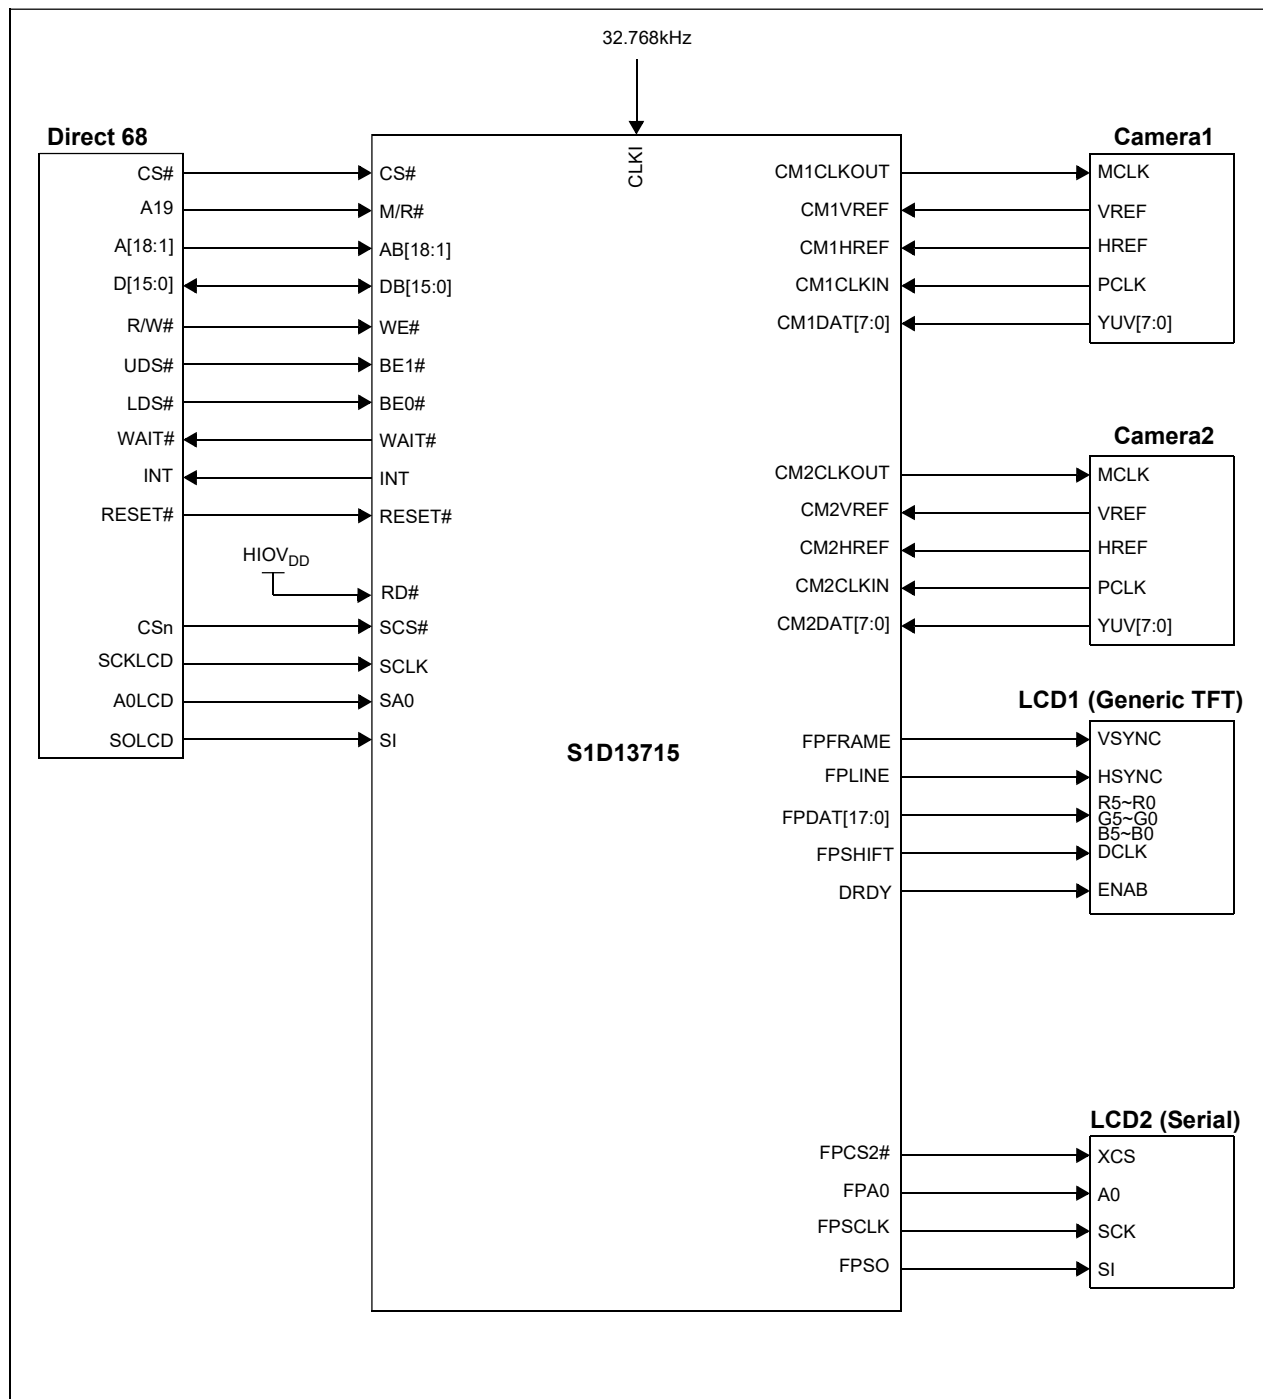 32.768kHz
Direct 68
CS#
A19
A[18:1]
D[15:0]
R/W#
UDS#
LDS#
WAIT#
INT
RESET#
HIOVDD
CSn
SCKLCD
A0LCD
SOLCD
CS#
M/R#
AB[18:1]
DB[15:0]
WE#
BE1#
BE0#
WAIT#
INT
RESET#
RD#
SCS#
SCLK
SA0
SI
CLKI
S1D13715
CM1CLKOUT
CM1VREF
CM1HREF
CM1CLKIN
CM1DAT[7:0]
CM2CLKOUT
CM2VREF
CM2HREF
CM2CLKIN
CM2DAT[7:0]
FPFRAME
FPLINE
FPDAT[17:0]
FPSHIFT
DRDY
FPCS2#
FPA0
FPSCLK
FPSO
Camera1
MCLK
VREF
HREF
PCLK
YUV[7:0]
Camera2
MCLK
VREF
HREF
PCLK
YUV[7:0]
LCD1 (Generic TFT)
VSYNC
HSYNC
R5~R0
G5~G0
B5~B0
DCLK
ENAB
LCD2 (Serial)
XCS
A0
SCK
SI